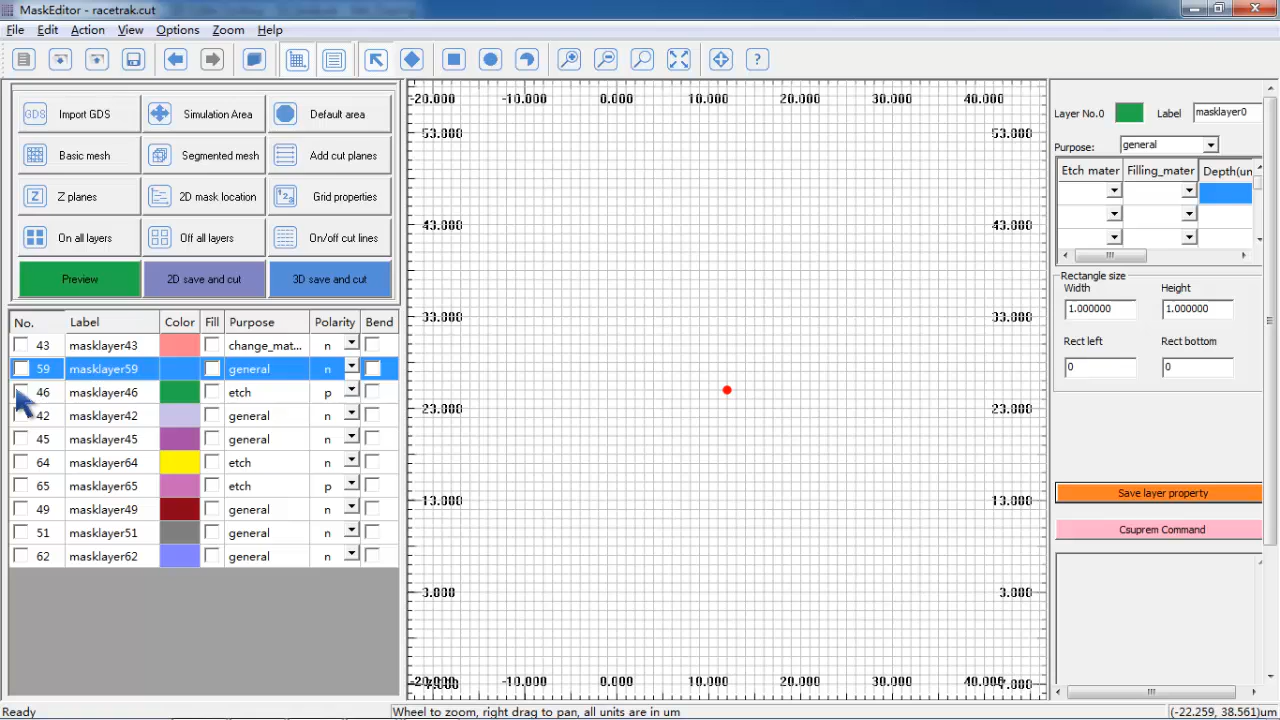 MaskEditor - racetrak.cut
File Edit Action View Options Zoom Help
GDS Import GDS Simulation Area Default area
Basic mesh Segmented mesh Add cut planes
Z Z planes 2D mask location 123 Grid properties
On all layers Off all layers On/off cut lines
Preview 2D save and cut 3D save and cut
No. Label Color Fill Purpose Polarity Bend
43 masklayer43 change_mat... n
59 masklayer59 general n
46 masklayer46 etch p
42 masklayer42 general n
45 masklayer45 general n
64 masklayer64 etch n
65 masklayer65 etch p
49 masklayer49 general n
51 masklayer51 general n
62 masklayer62 general n
-20.000 -10.000 0.000 10.000 20.000 30.000 40.000
53.000 53.000
43.000 43.000
33.000 33.000
23.000 23.000
13.000 13.000
3.000 3.000
-10.000 0.000 10.000 20.000 30.000
Layer No.0 Label masklayer0
Purpose: general
Etch mater Filling_mater Depth(un
Rectangle size
Width Height
1.000000 1.000000
Rect left Rect bottom
0 0
Save layer property
Csuprem Command
Ready Wheel to zoom, right drag to pan, all units are in um (-22.259, 38.561)um